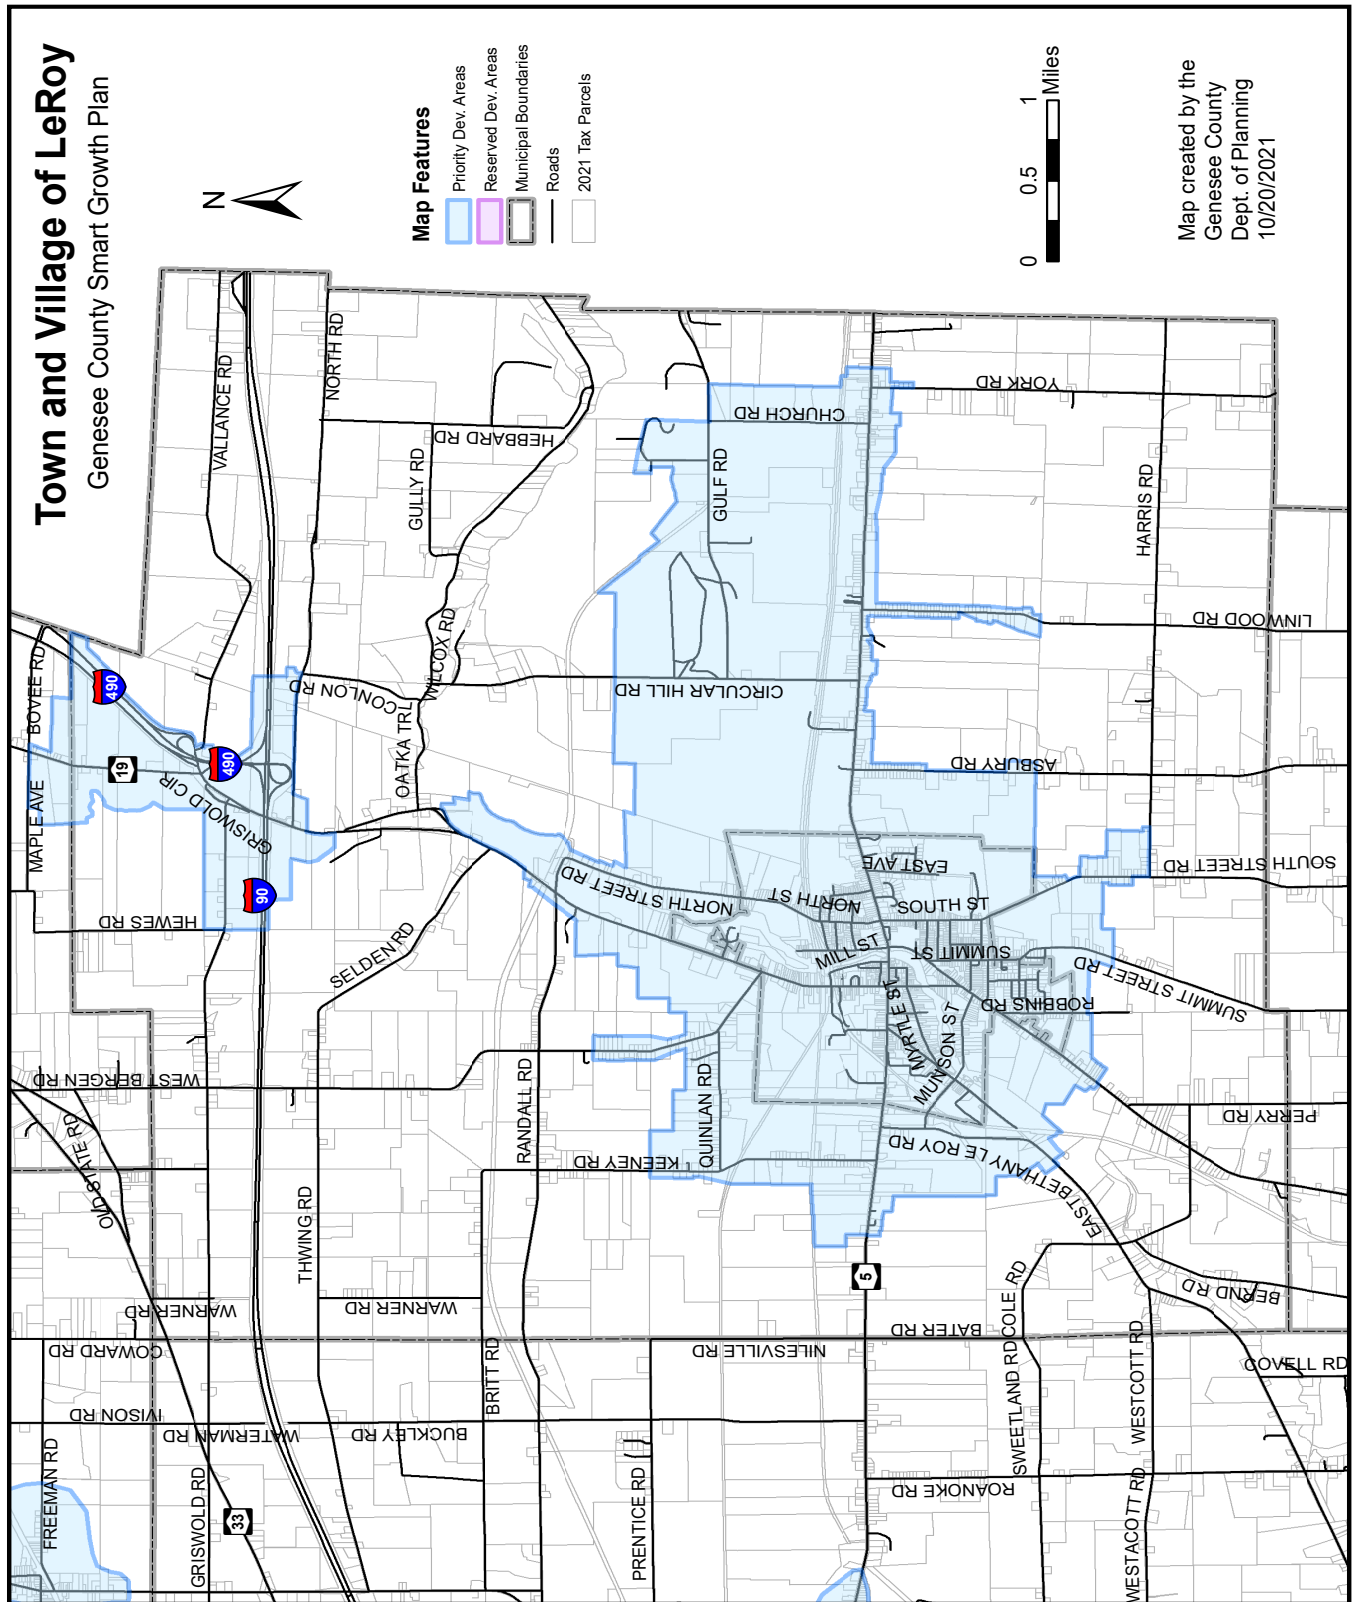 Town and Village of LeRoy
Genesee County Smart Growth Plan
N
Map Features
Priority Dev. Areas
Reserved Dev. Areas
Municipal Boundaries
Roads
2021 Tax Parcels
0 0.5 1 Miles
Map created by the
Genesee County
Dept. of Planning
10/20/2021
VALLANCE RD
NORTH RD
HEBBARD RD
GULLY RD
CHURCH RD
YORK RD
GULF RD
HARRIS RD
LINWOOD RD
WILCOX RD
BOVEE RD
490
CONLON RD
CIRCULAR HILL RD
OATKA TRL
490
19
GRISWOLD CIR
MAPLE AVE
ASBURY RD
EAST AVE
SOUTH STREET RD
90
HEWES RD
NORTH STREET RD
NORTH ST
SOUTH ST
SELDEN RD
MILL ST
SUMMIT ST
SUMMIT STREET RD
ROBBINS RD
MYRTLE ST
MUNSON ST
WEST BERGEN RD
OLD STATE RD
RANDALL RD
QUINLAN RD
KEENEY RD
PERRY RD
EAST BETHANY LE ROY RD
THWING RD
WARNER RD
WARNER RD
5
BERND RD
COLE RD
SWEETLAND RD
BATER RD
COWARD RD
NILESVILLE RD
BRITT RD
WESTCOTT RD
COVELL RD
IVISON RD
WATERMAN RD
BUCKLEY RD
FREEMAN RD
GRISWOLD RD
33
PRENTICE RD
ROANOKE RD
WESTACOTT RD